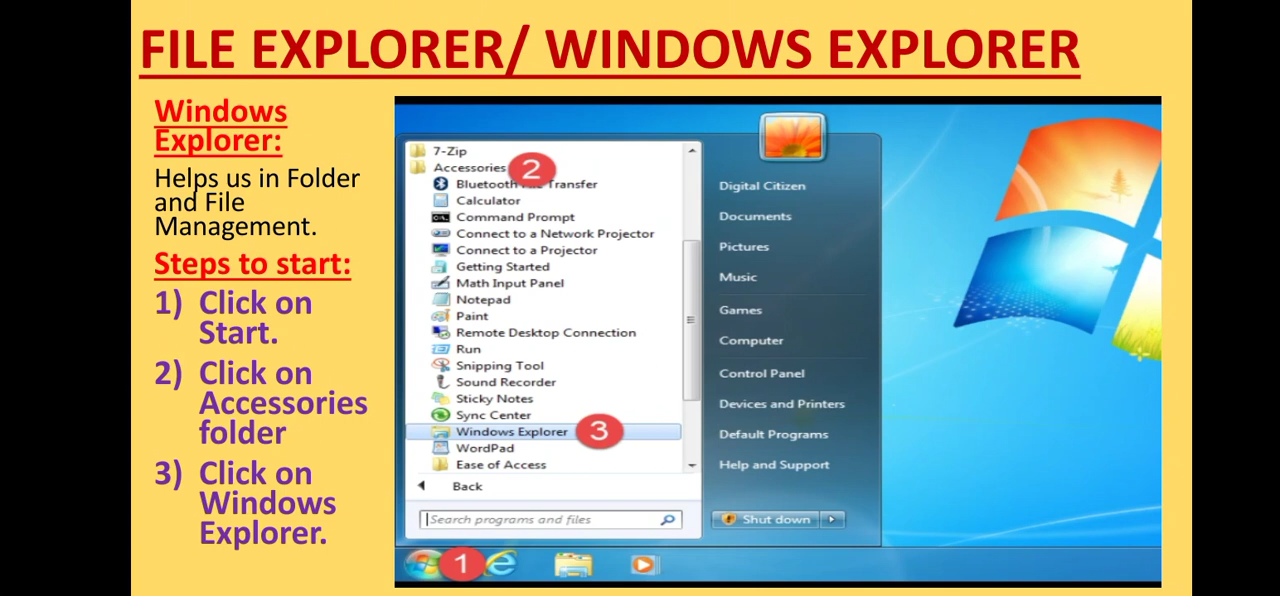 FILE EXPLORER/ WINDOWS EXPLORER
Windows
Explorer:
Helps us in Folder
and File
Management.
Steps to start:
1) Click on
Start.
2) Click on
Accessories
folder
3) Click on
Windows
Explorer.
7-Zip
Accessories
2
Bluetooth File Transfer
Calculator
Command Prompt
Connect to a Network Projector
Connect to a Projector
Getting Started
Math Input Panel
Notepad
Paint
Remote Desktop Connection
Run
Snipping Tool
Sound Recorder
Sticky Notes
Sync Center
Windows Explorer
3
WordPad
Ease of Access
Back
Search programs and files
Digital Citizen
Documents
Pictures
Music
Games
Computer
Control Panel
Devices and Printers
Default Programs
Help and Support
Shut down
1